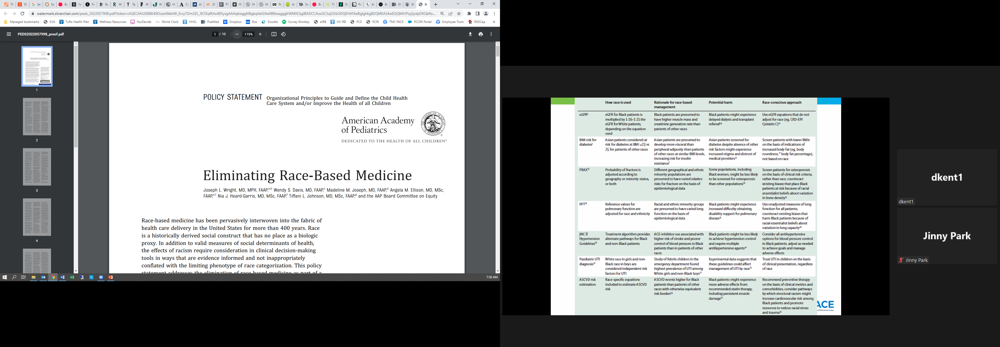 watermark.silverchair.com/peds_2022057998.pdf?
Managed bookmarks EVA Tufts Health Plan Wellness Resources YouDecide World Clock HHSL PubMed Dropbox Box Doodle Survey Monkey eIRB HS IRB PCE RCRI TMC PACE PCORI Portal Employee Tools REDCap »
PEDS2022057998_proof.pdf
1 / 10
175%
1
2
3
4
POLICY STATEMENT Organizational Principles to Guide and Define the Child Health
Care System and/or Improve the Health of all Children
American Academy
of Pediatrics
DEDICATED TO THE HEALTH OF ALL CHILDREN™
Eliminating Race-Based Medicine
Joseph L. Wright, MD, MPH, FAAP,a,b Wendy S. Davis, MD, FAAP,c Madeline M. Joseph, MD, FAAP,d Angela M. Ellison, MD, MSc,
FAAP,e,f Nia J. Heard-Garris, MD, MSc, FAAP,f Tiffani L. Johnson, MD, MSc, FAAP,g and the AAP Board Committee on Equity
Race-based medicine has been pervasively interwoven into the fabric of
health care delivery in the United States for more than 400 years. Race
is a historically derived social construct that has no place as a biologic
proxy. In addition to valid measures of social determinants of health,
the effects of racism require consideration in clinical decision-making
tools in ways that are evidence informed and not inappropriately
conflated with the limiting phenotype of race categorization. This policy
statement addresses the elimination of race-based medicine as part of a
7:38 AM
How race is used
Rationale for race-based
management
Potential harm
Race-conscious approach
eGFR6
eGFR for Black patients is
multiplied by 1·16–1·21 the
eGFR for White patients,
depending on the equation
used
Black patients are presumed to
have higher muscle mass and
creatinine generation rate than
patients of other races
Black patients might experience
delayed dialysis and transplant
referral
Use eGFR equations that do not
adjust for race (eg, CKD-EPI
Cystatin C)10
BMI risk for
diabetes7
Asian patients considered at
risk for diabetes at BMI ≥23 vs
25 for patients of other races
Asian patients are presumed to
develop more visceral than
peripheral adiposity than patients
of other races at similar BMI levels,
increasing risk for insulin
resistance7
Asian patients screened for
diabetes despite absence of other
risk factors might experience
increased stigma and distrust of
medical providers11
Screen patients with lower BMIs
on the basis of indications of
increased body fat (eg, body
roundness,12 body fat percentage),
not based on race
FRAX13
Probability of fracture is
adjusted according to
geography or minority status,
or both
Different geographical and ethnic
minority populations are
presumed to have varied relative
risks for fracture on the basis of
epidemiological data
Some populations, including
Black women, might be less likely
to be screened for osteoporosis
than other populations14
Screen patients for osteoporosis
on the basis of clinical risk criteria,
rather than race; counteract
existing biases that place Black
patients at risk because of racial
essentialist beliefs about variation
in bone density15
PFT16
Reference values for
pulmonary function are
adjusted for race and ethnicity
Racial and ethnic minority groups
are presumed to have varied lung
function on the basis of
epidemiological data
Black patients might experience
increased difficulty obtaining
disability support for pulmonary
disease17
Use unadjusted measures of lung
function for all patients;
counteract existing biases that
harm Black patients because of
racial essentialist beliefs about
variation in lung capacity18
JNC 8
Hypertension
Guidelines19
Treatment algorithm provides
alternate pathways for Black
and non-Black patients
ACE-inhibitor use associated with
higher risk of stroke and poorer
control of blood pressure in Black
patients than in patients of other
races
Black patients might be less likely
to achieve hypertension control
and require multiple
antihypertensive agents20
Consider all antihypertensive
options for blood pressure control
in Black patients; adjust as needed
to achieve goals and manage
adverse effects
Paediatric UTI
diagnosis21
White race in girls and non-
Black race in boys are
considered independent risk
factors for UTI
Study of febrile children in the
emergency department found
highest prevalence of UTI among
White girls and non-Black boys22
Experimental data suggests that
these guidelines could affect
management of UTI by race23
Treat UTI in children on the basis
of clinical presentation, regardless
of race
ASCVD risk
estimation
Race-specific equations
included to estimate ASCVD
risk
ASCVD events higher for Black
patients than patients of other
races with otherwise equivalent
risk burden24
Black patients might experience
more adverse effects from
recommended statin therapy,
including persistent muscle
damage25
Recommend preventive therapy
on the basis of clinical metrics and
comorbidities; consider pathways
by which structural racism might
increase cardiovascular risk among
Black patients and promote
resources to reduce racial stress
and trauma26
ACE
Effectiveness Center
dkent1
dkent1
Jinny Park
Jinny Park